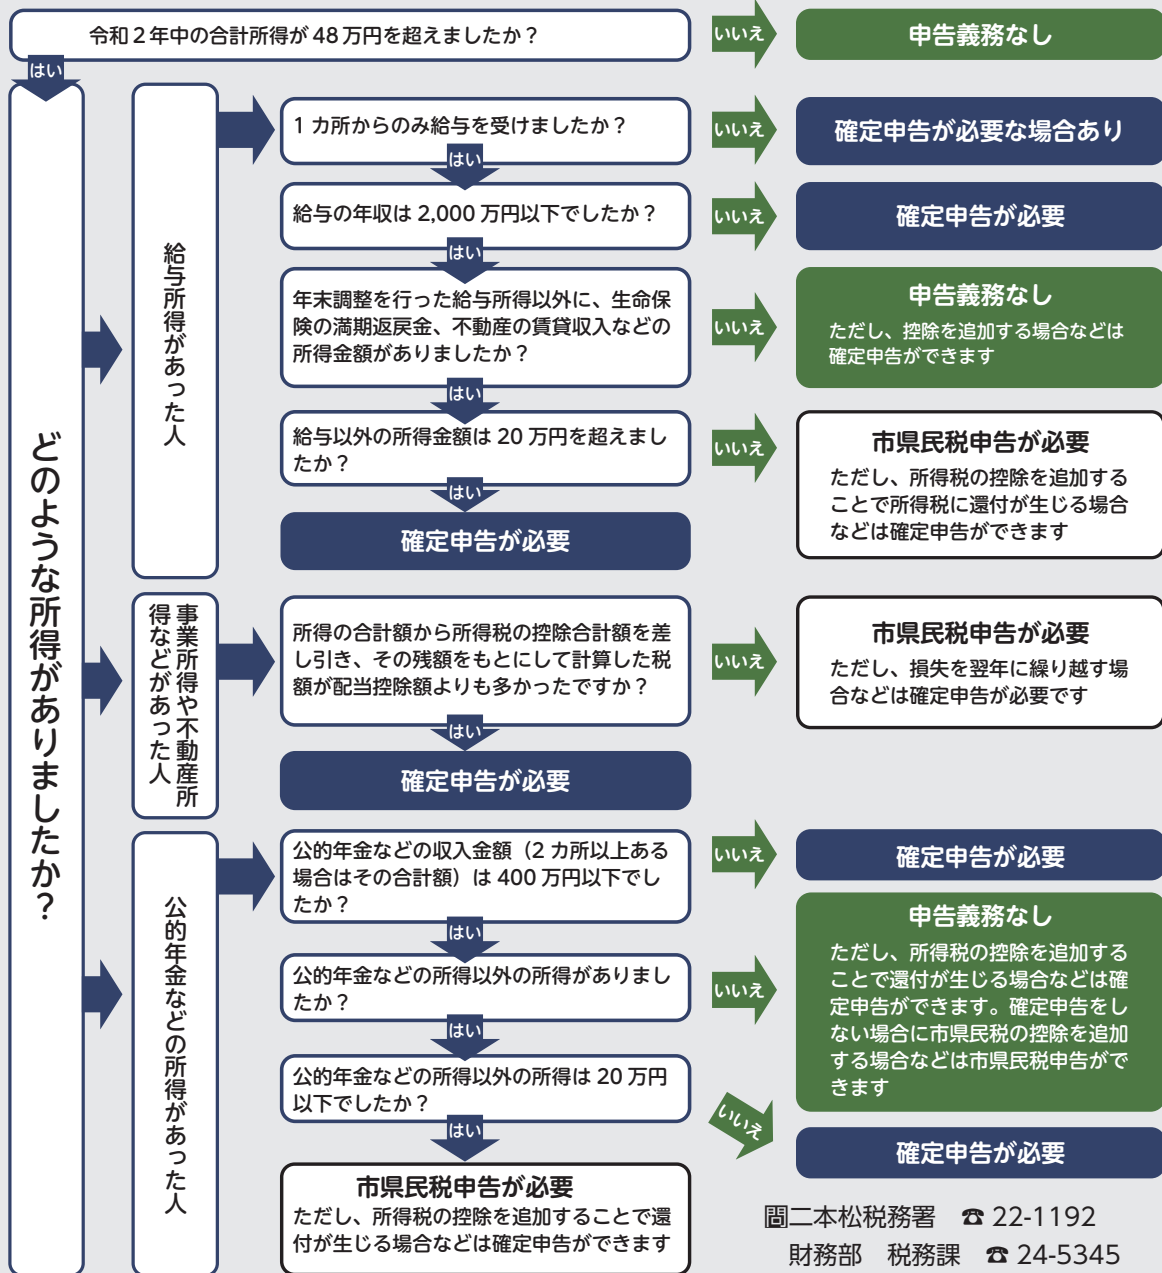 令和2年中の合計所得が48万円を超えましたか？
いいえ
申告義務なし
はい
どのような所得がありましたか？
給与所得があった人
1カ所からのみ給与を受けましたか？
いいえ
確定申告が必要な場合あり
はい
給与の年収は2,000万円以下でしたか？
いいえ
確定申告が必要
はい
年末調整を行った給与所得以外に、生命保
険の満期返戻金、不動産の賃貸収入などの
所得金額がありましたか？
いいえ
申告義務なし
ただし、控除を追加する場合などは
確定申告ができます
はい
給与以外の所得金額は20万円を超えまし
たか？
いいえ
市県民税申告が必要
ただし、所得税の控除を追加する
ことで所得税に還付が生じる場合
などは確定申告ができます
はい
確定申告が必要
事業所得や不動産所
得などがあった人
所得の合計額から所得税の控除合計額を差
し引き、その残額をもとにして計算した税
額が配当控除額よりも多かったですか？
いいえ
市県民税申告が必要
ただし、損失を翌年に繰り越す場
合などは確定申告が必要です
はい
確定申告が必要
公的年金などの所得があった人
公的年金などの収入金額（2カ所以上ある
場合はその合計額）は400万円以下でし
たか？
いいえ
確定申告が必要
はい
公的年金などの所得以外の所得がありまし
たか？
いいえ
申告義務なし
ただし、所得税の控除を追加する
ことで還付が生じる場合などは確
定申告ができます。確定申告をし
ない場合に市県民税の控除を追加
する場合などは市県民税申告がで
きます
はい
公的年金などの所得以外の所得は20万円
以下でしたか？
いいえ
確定申告が必要
はい
市県民税申告が必要
ただし、所得税の控除を追加することで還
付が生じる場合などは確定申告ができます
問二本松税務署 ☎22-1192
財務部 税務課 ☎24-5345